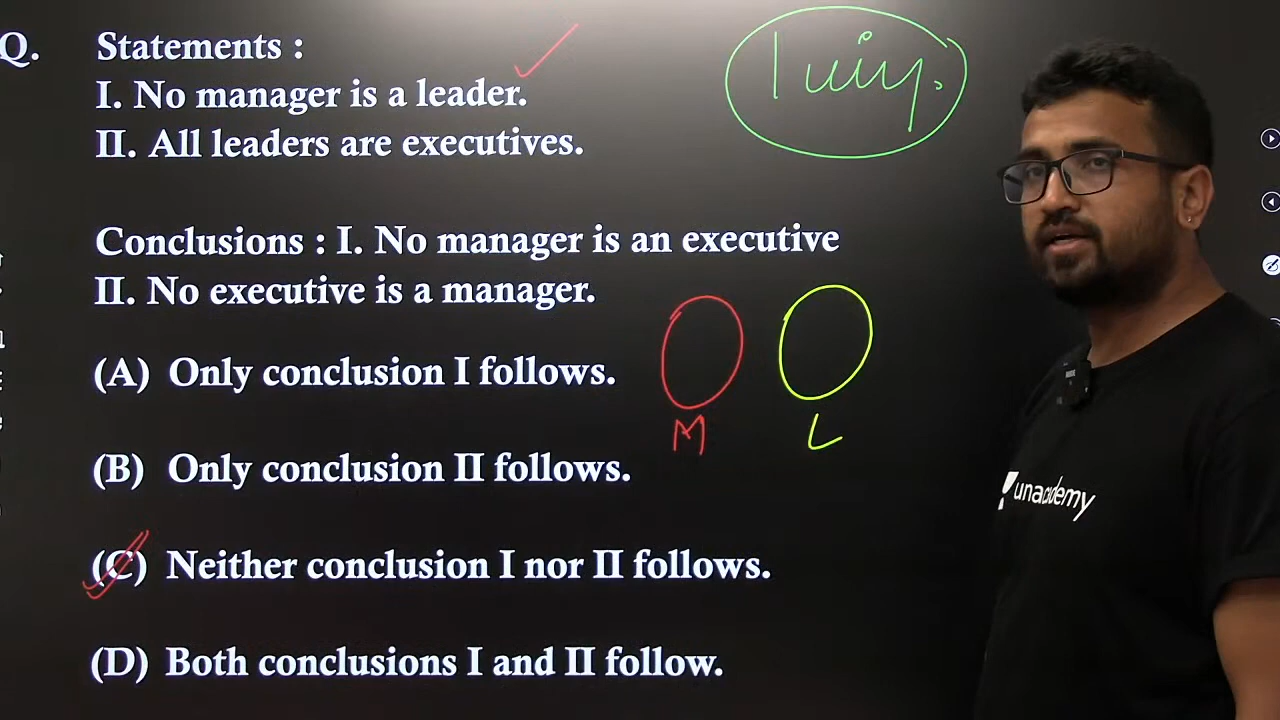 Q. Statements :
I. No manager is a leader.
II. All leaders are executives.
Conclusions : I. No manager is an executive
II. No executive is a manager.
(A) Only conclusion I follows.
(B) Only conclusion II follows.
(C) Neither conclusion I nor II follows.
(D) Both conclusions I and II follow.
M
L
unacademy